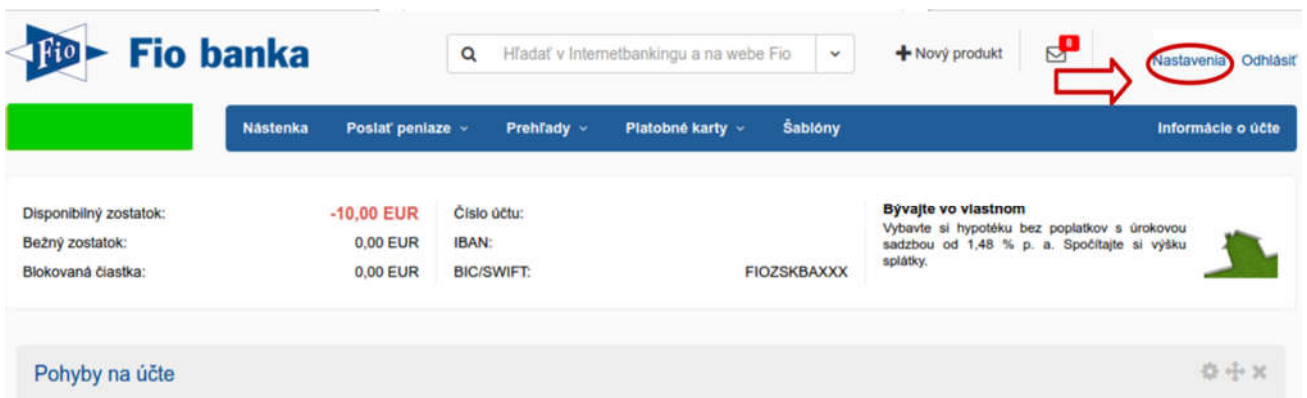 Fio Fio banka
Hľadať v Internetbankingu a na webe Fio
Nový produkt
8
Nastavenia Odhlásiť
Nástenka Poslať peniaze Prehľady Platobné karty Šablóny Informácie o účte
Disponibilný zostatok: -10,00 EUR
Bežný zostatok: 0,00 EUR
Blokovaná čiastka: 0,00 EUR
Číslo účtu:
IBAN:
BIC/SWIFT: FIOZSKBAXXX
Bývajte vo vlastnom
Vybavte si hypotéku bez poplatkov s úrokovou
sadzbou od 1,48 % p. a. Spočítajte si výšku
splátky.
Pohyby na účte